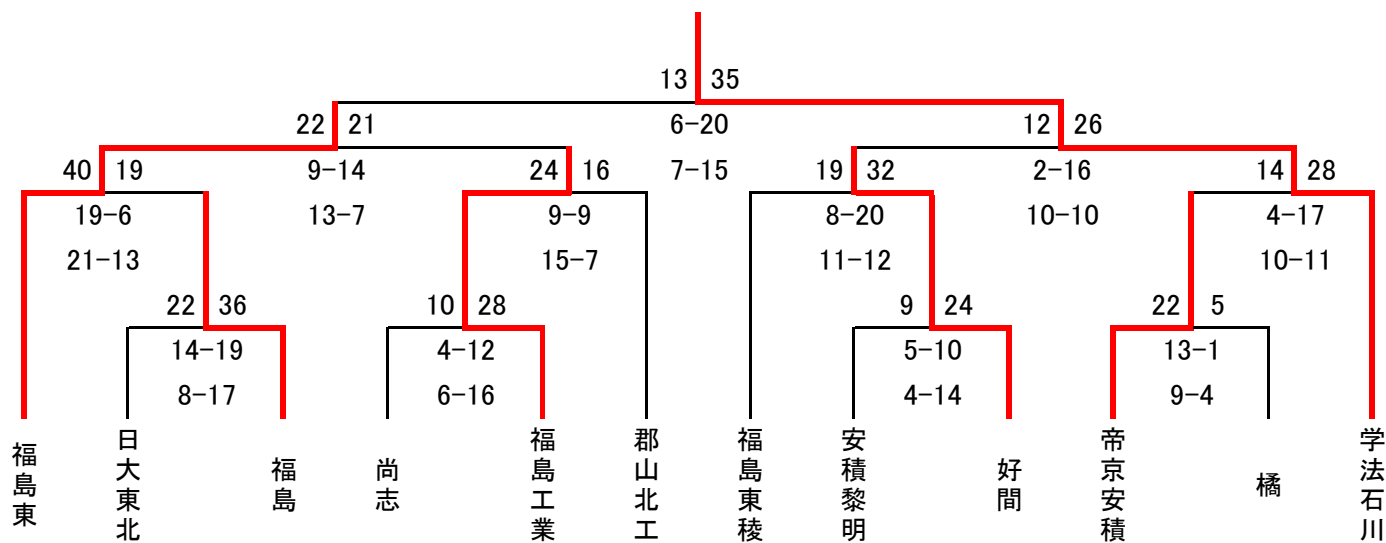 13 35
22 21 6-20 12 26
40 19 9-14 24 16 7-15 19 32 2-16 14 28
19-6 13-7 9-9 8-20 10-10 4-17
21-13 15-7 11-12 10-11
22 36 10 28 9 24 22 5
14-19 4-12 5-10 13-1
8-17 6-16 4-14 9-4
福島東
日大東北
福島
尚志
福島工業
郡山北工
福島東稜
安積黎明
好間
帝京安積
橘
学法石川